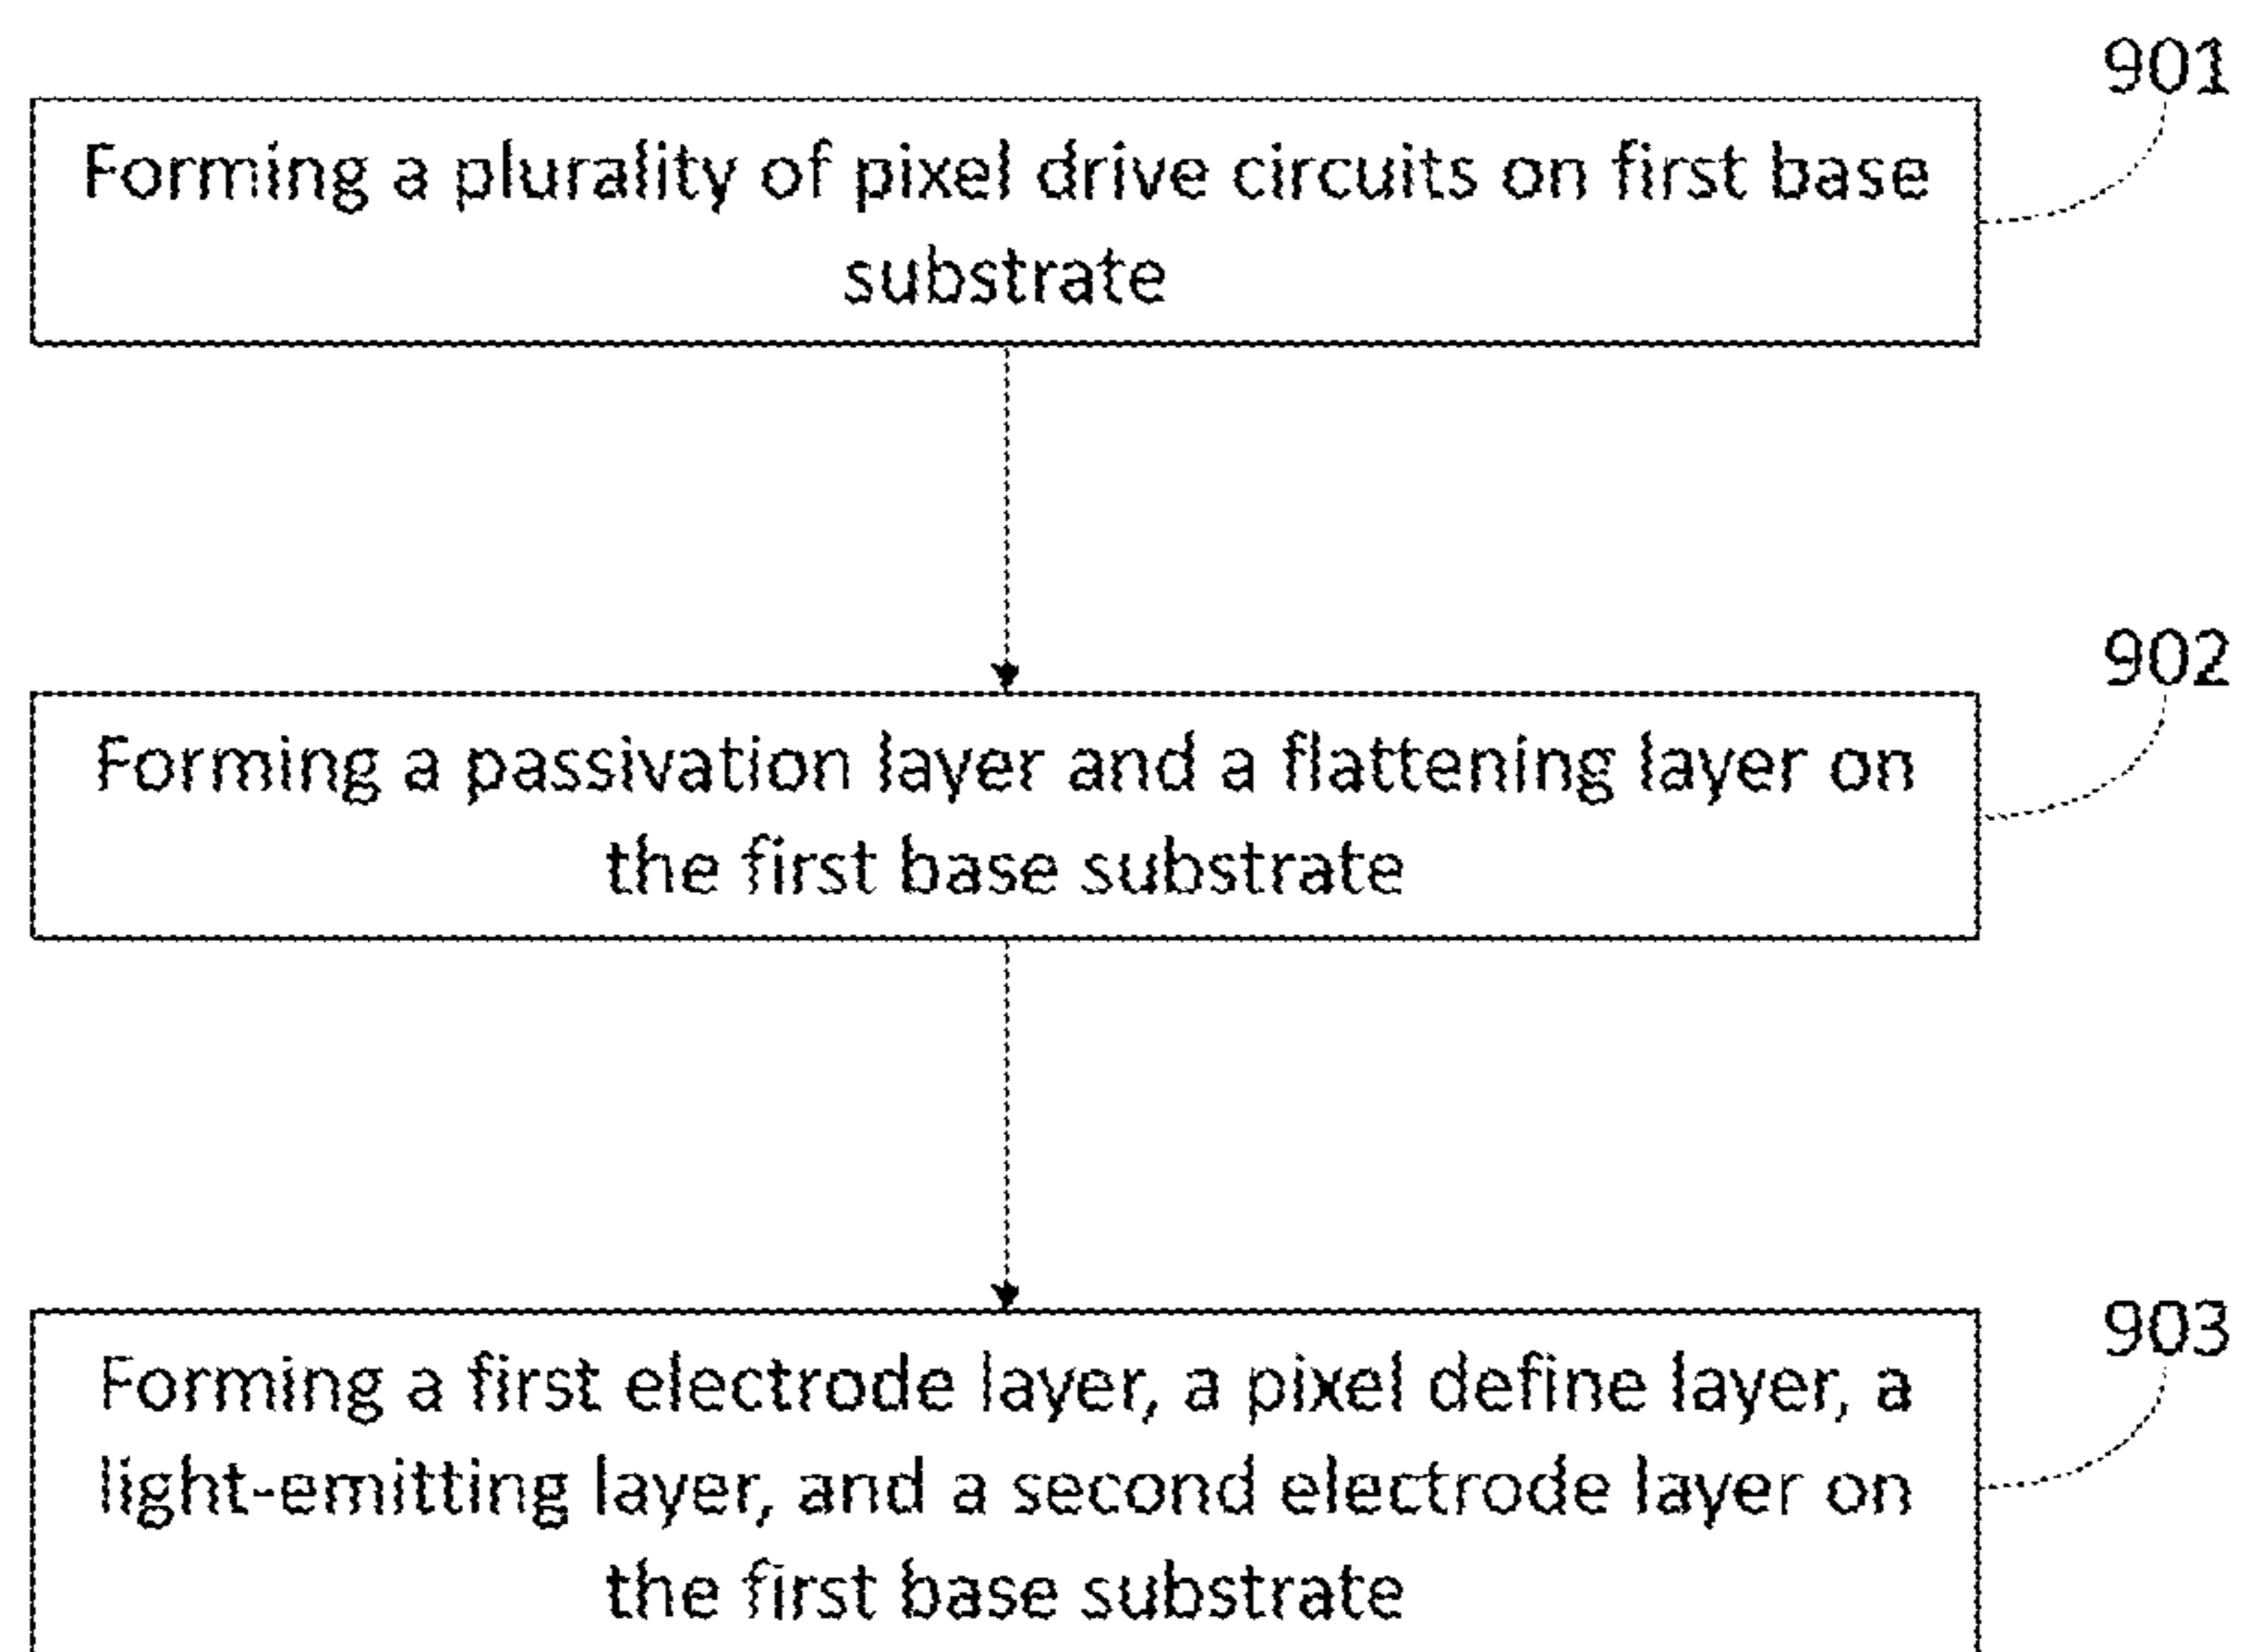 901
Forming a plurality of pixel drive circuits on first base
substrate
902
Forming a passivation layer and a flattening layer on
the first base substrate
903
Forming a first electrode layer, a pixel define layer, a
light-emitting layer, and a second electrode layer on
the first base substrate